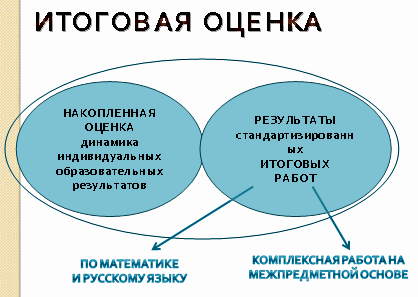 ИТОГОВАЯ ОЦЕНКА
НАКОПЛЕННАЯ
ОЦЕНКА
динамика
индивидуальных
образовательных
результатов
РЕЗУЛЬТАТЫ
стандартизированн
ых
ИТОГОВЫХ
РАБОТ
ПО МАТЕМАТИКЕ
И РУССКОМУ ЯЗЫКУ
КОМПЛЕКСНАЯ РАБОТА НА
МЕЖПРЕДМЕТНОЙ ОСНОВЕ